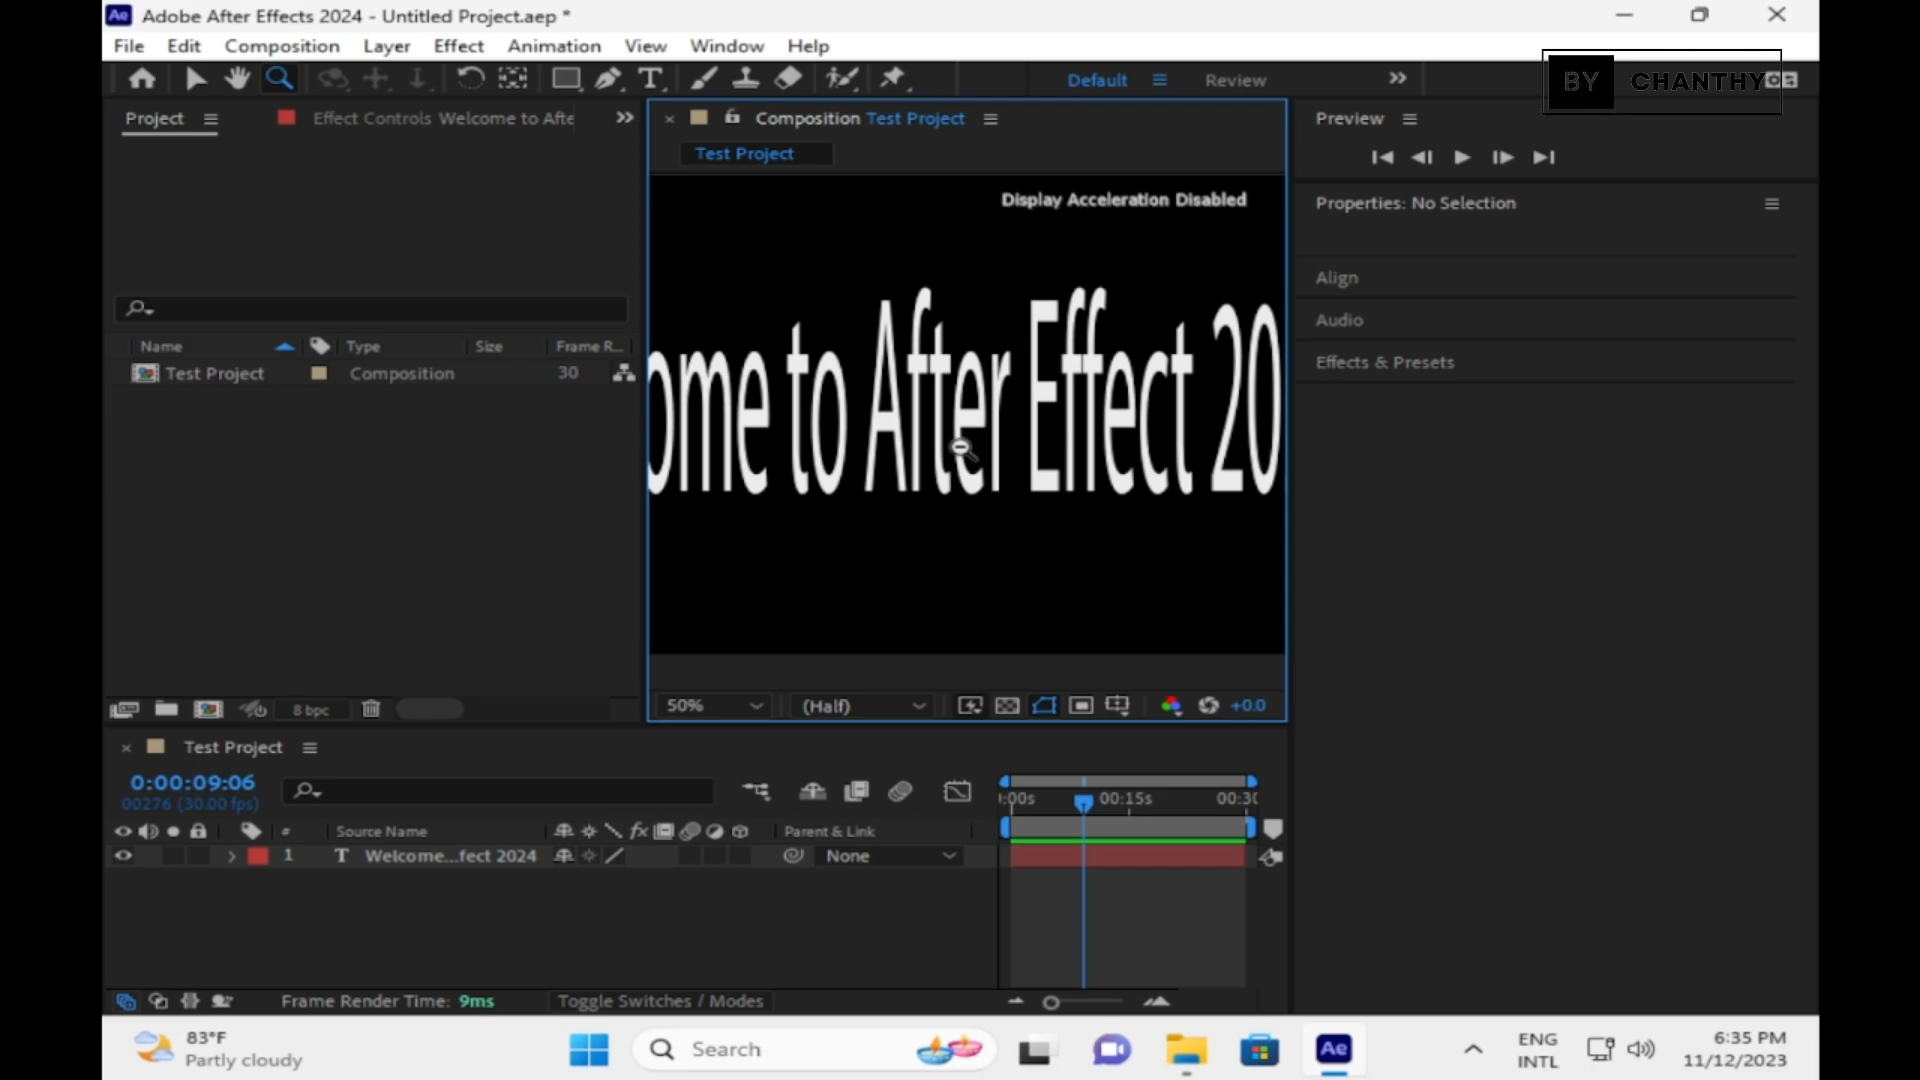 Adobe After Effects 2024 - Untitled Project.aep *
File Edit Composition Layer Effect Animation View Window Help
Default Review
BY CHANTHY
Project Effect Controls Welcome to Afte
Composition Test Project
Preview
Test Project
Display Acceleration Disabled
Properties: No Selection
Align
Audio
Effects & Presets
ome to After Effect 20
Name Type Size Frame R...
Test Project Composition 30
8 bpc
50% (Half) +0.0
Test Project
0:00:09:06
00276 (30.00 fps)
:00s 00:15s 00:30
# Source Name fx Parent & Link
1 T Welcome...fect 2024 None
Frame Render Time: 9ms Toggle Switches / Modes
83°F
Partly cloudy
Search
ENG
INTL
6:35 PM
11/12/2023